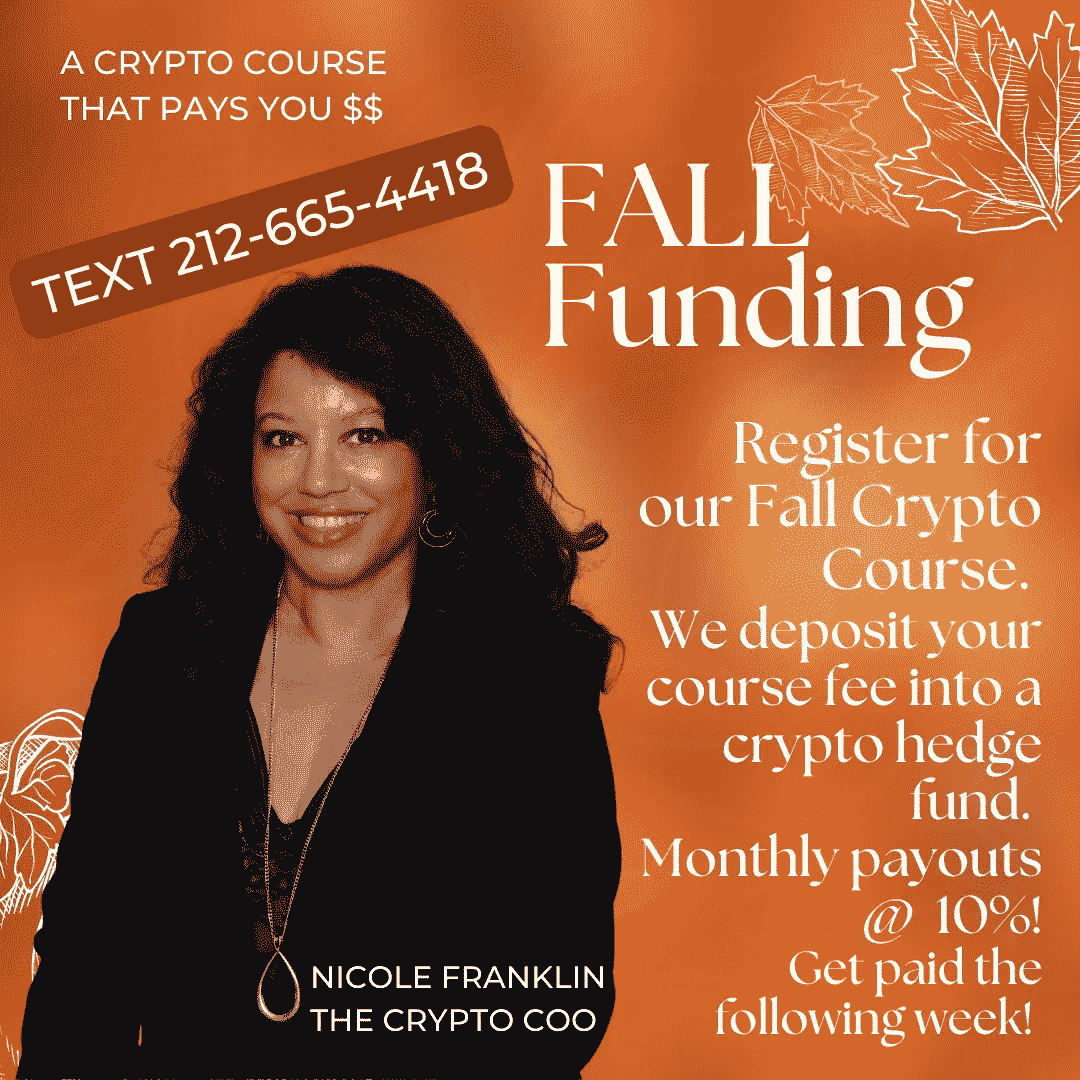 A CRYPTO COURSE
THAT PAYS YOU $$
TEXT 212-665-4418
FALL
Funding
Register for
our Fall Crypto
Course.
We deposit your
course fee into a
crypto hedge
fund.
Monthly payouts
@ 10%!
Get paid the
following week!
NICOLE FRANKLIN
THE CRYPTO COO